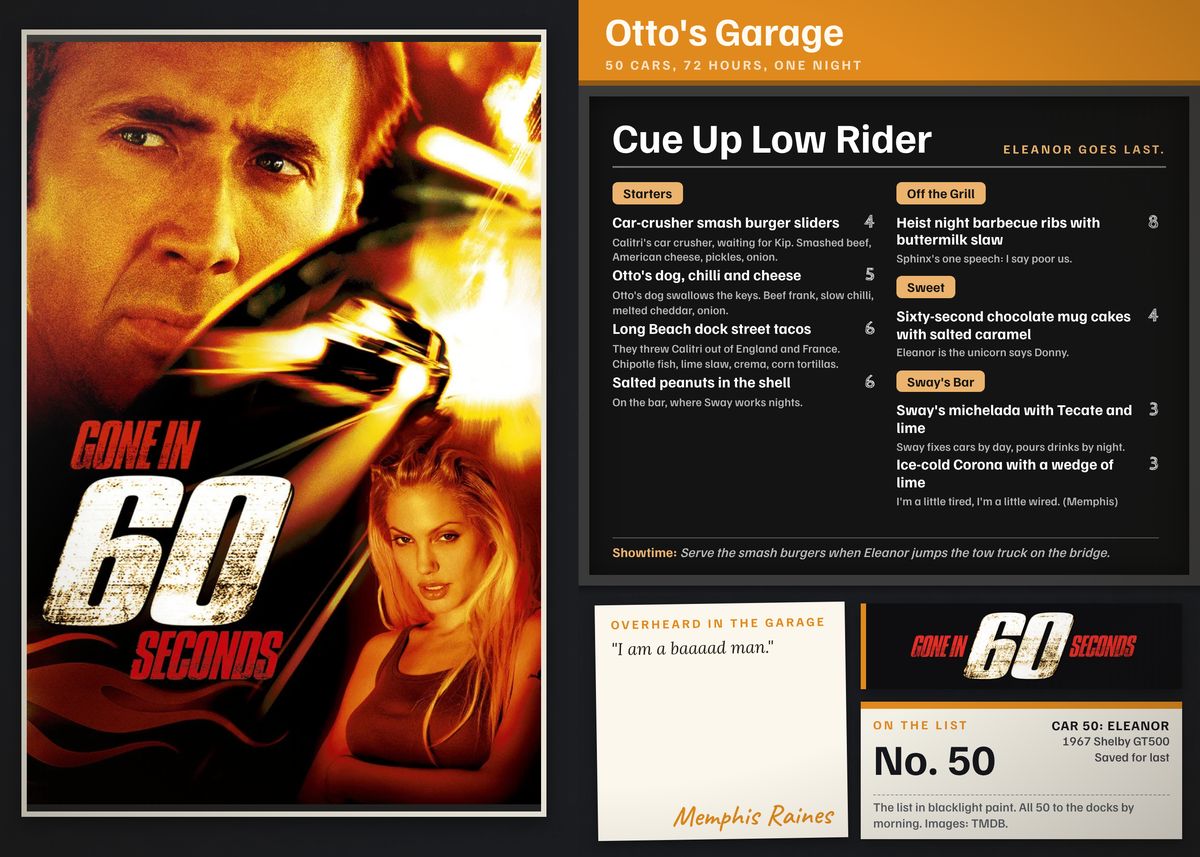 GONE IN
60
SECONDS
Otto's Garage
50 CARS, 72 HOURS, ONE NIGHT
Cue Up Low Rider
ELEANOR GOES LAST.
Starters
Car-crusher smash burger sliders 4
Calitri's car crusher, waiting for Kip. Smashed beef,
American cheese, pickles, onion.
Otto's dog, chilli and cheese 5
Otto's dog swallows the keys. Beef frank, slow chilli,
melted cheddar, onion.
Long Beach dock street tacos 6
They threw Calitri out of England and France.
Chipotle fish, lime slaw, crema, corn tortillas.
Salted peanuts in the shell 6
On the bar, where Sway works nights.
Off the Grill
Heist night barbecue ribs with 8
buttermilk slaw
Sphinx's one speech: I say poor us.
Sweet
Sixty-second chocolate mug cakes 4
with salted caramel
Eleanor is the unicorn says Donny.
Sway's Bar
Sway's michelada with Tecate and 3
lime
Sway fixes cars by day, pours drinks by night.
Ice-cold Corona with a wedge of 3
lime
I'm a little tired, I'm a little wired. (Memphis)
Showtime: Serve the smash burgers when Eleanor jumps the tow truck on the bridge.
OVERHEARD IN THE GARAGE
"I am a baaaad man."
Memphis Raines
GONE IN 60 SECONDS
ON THE LIST
No. 50
CAR 50: ELEANOR
1967 Shelby GT500
Saved for last
The list in blacklight paint. All 50 to the docks by
morning. Images: TMDB.